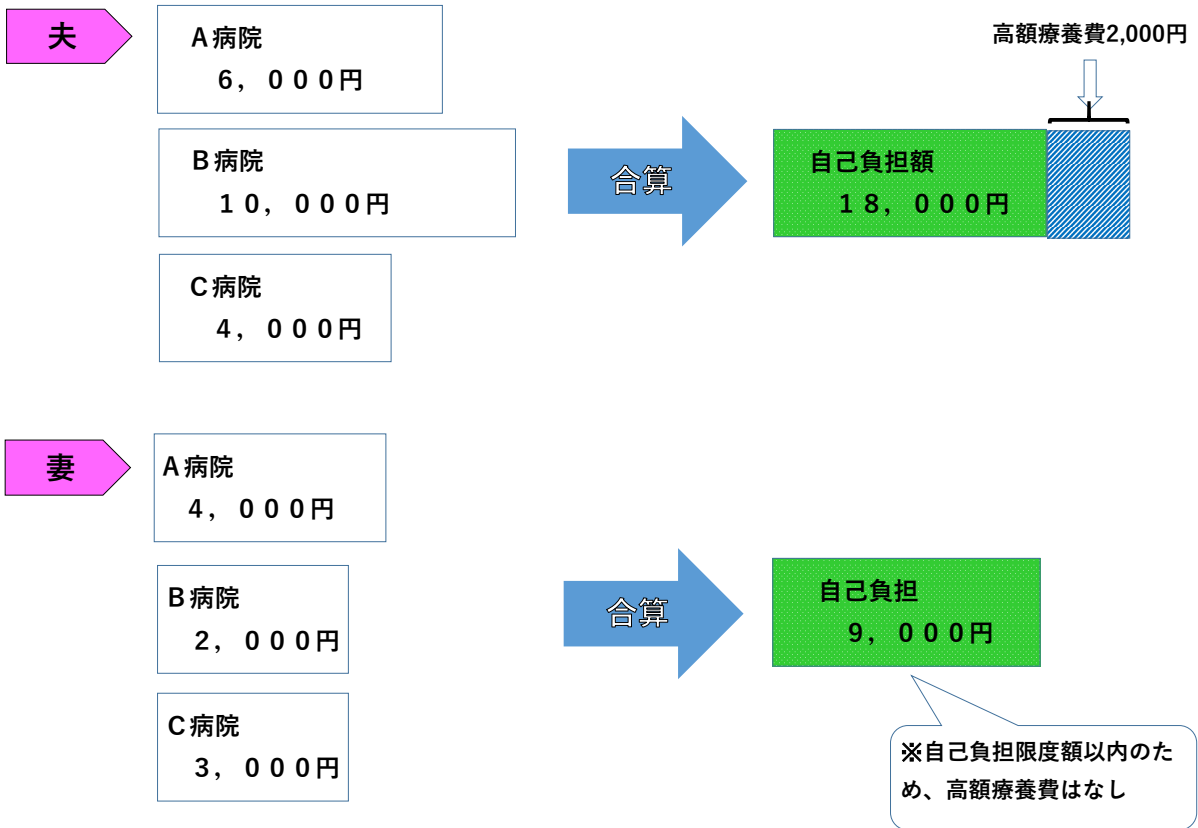 夫
A病院
6，０００円
高額療養費2,000円
B病院
１０，０００円
合算
自己負担額
１８，０００円
C病院
４，０００円
妻
A病院
４，０００円
B病院
２，０００円
合算
自己負担
９，０００円
C病院
３，０００円
※自己負担限度額以内のた
め、高額療養費はなし